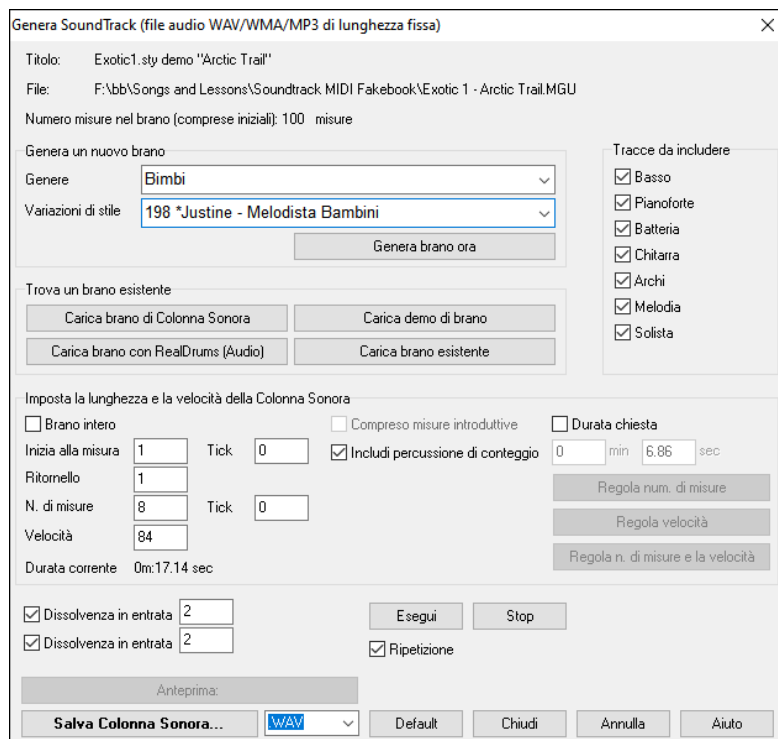 Genera SoundTrack (file audio WAV/WMA/MP3 di lunghezza fissa)
Titolo: Exotic1.sty demo "Arctic Trail"
File: F:\bb\Songs and Lessons\Soundtrack MIDI Fakebook\Exotic 1 - Arctic Trail.MGU
Numero misure nel brano (comprese iniziali): 100 misure
Genera un nuovo brano
Genere Bimbi
Variazioni di stile 198 *Justine - Melodista Bambini
Genera brano ora
Tracce da includere
Basso
Pianoforte
Batteria
Chitarra
Archi
Melodia
Solista
Trova un brano esistente
Carica brano di Colonna Sonora Carica demo di brano
Carica brano con RealDrums (Audio) Carica brano esistente
Imposta la lunghezza e la velocità della Colonna Sonora
Brano intero Compreso misure introduttive Durata chiesta
Inizia alla misura 1 Tick 0 Includi percussione di conteggio 0 min 6.86 sec
Ritornello 1
Regola num. di misure
N. di misure 8 Tick 0
Regola velocità
Velocità 84
Regola n. di misure e la velocità
Durata corrente 0m:17.14 sec
Dissolvenza in entrata 2 Esegui Stop
Dissolvenza in entrata 2 Ripetizione
Anteprima:
Salva Colonna Sonora... .WAV Default Chiudi Annulla Aiuto